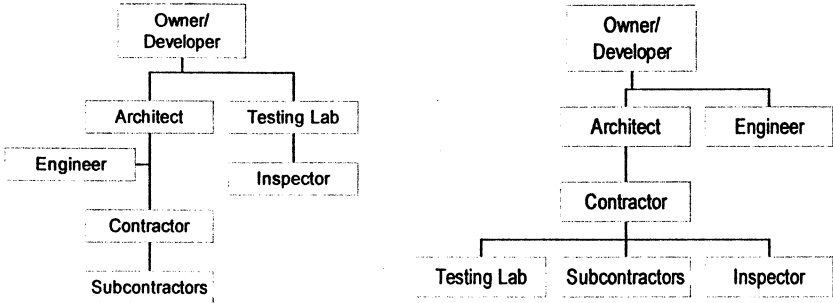 Owner/
Developer
Architect
Testing Lab
Engineer
Inspector
Contractor
Subcontractors
Owner/
Developer
Architect
Engineer
Contractor
Testing Lab
Subcontractors
Inspector